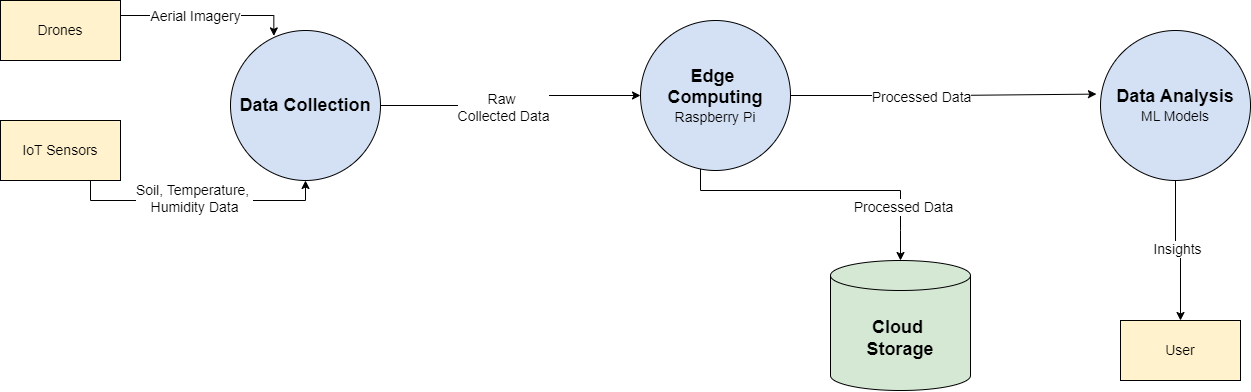 Drones
Aerial Imagery
Data Collection
IoT Sensors
Soil, Temperature,
Humidity Data
Raw
Collected Data
Edge
Computing
Raspberry Pi
Processed Data
Data Analysis
ML Models
Processed Data
Cloud
Storage
Insights
User